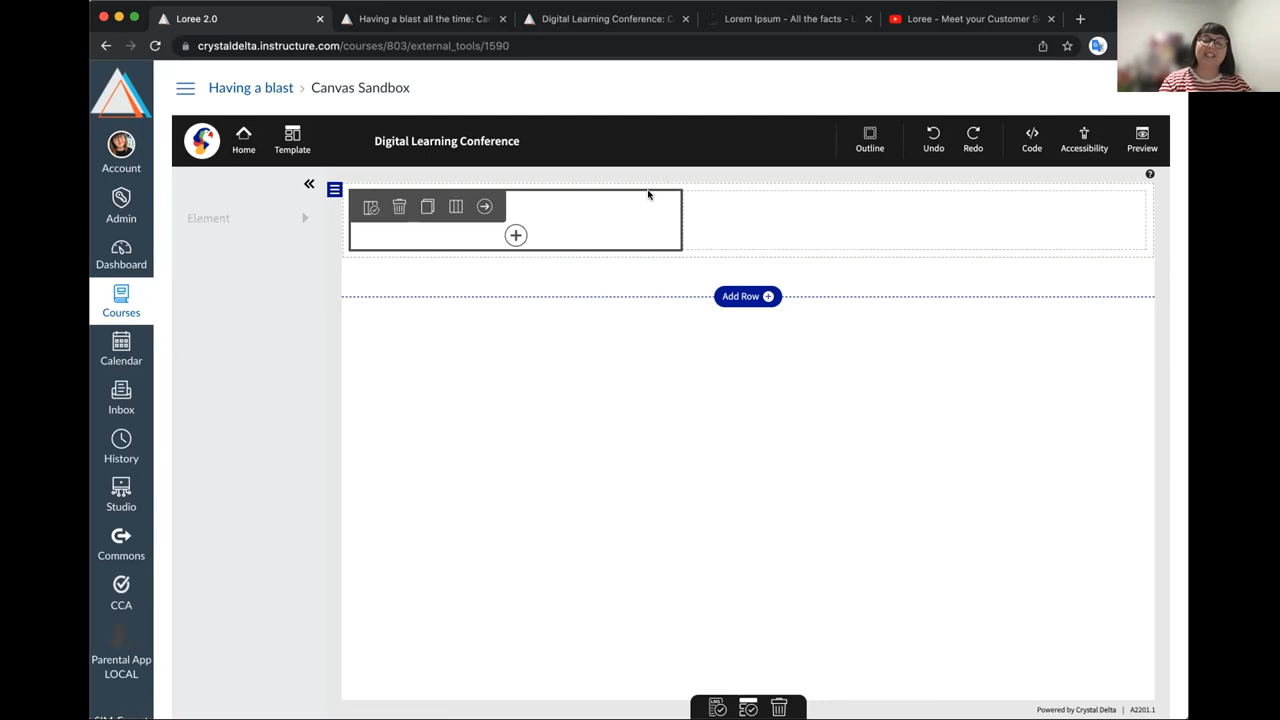 Loree 2.0
Having a blast all the time: Ca
Digital Learning Conference: C
Lorem Ipsum - All the facts - L
Loree - Meet your Customer S
crystaldelta.instructure.com/courses/803/external_tools/1590
Having a blast › Canvas Sandbox
Account
Admin
Dashboard
Courses
Calendar
Inbox
History
Studio
Commons
CCA
Parental App
LOCAL
Home
Template
Digital Learning Conference
Outline
Undo
Redo
Code
Accessibility
Preview
Element
Add Row
Powered by Crystal Delta | A2201.1